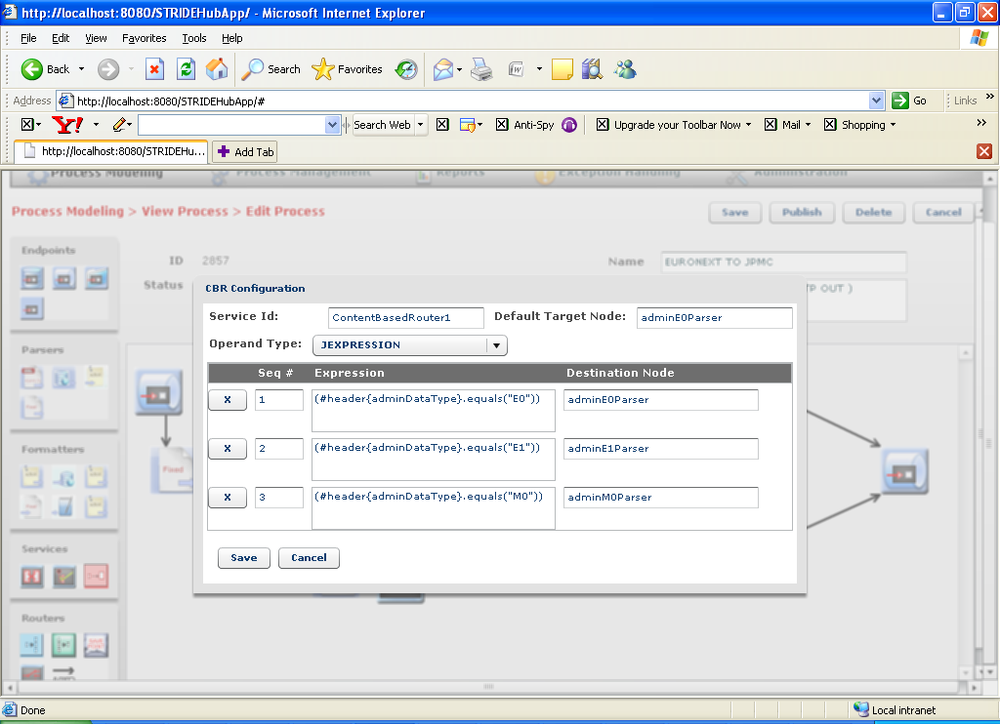 http://localhost:8080/STRIDEHubApp/ - Microsoft Internet Explorer
File Edit View Favorites Tools Help
Back Search Favorites
Address http://localhost:8080/STRIDEHubApp/# Go Links »
Y! Search Web Anti-Spy Upgrade your Toolbar Now Mail Shopping »
http://localhost:8080/STRIDEHu... Add Tab
Process Modeling Process Management Reports Exception Handling Administration
Process Modeling > View Process > Edit Process Save Publish Delete Cancel
Endpoints
ID 2857 Name EURONEXT TO JPMC
Status TP OUT )
CBR Configuration
Service Id: ContentBasedRouter1 Default Target Node: adminE0Parser
Operand Type: JEXPRESSION
Parsers
Seq # Expression Destination Node
X 1 (#header{adminDataType}.equals("E0")) adminE0Parser
X 2 (#header{adminDataType}.equals("E1")) adminE1Parser
Formatters
Feed
X 3 (#header{adminDataType}.equals("M0")) adminM0Parser
Services
Save Cancel
Routers
Done Local intranet